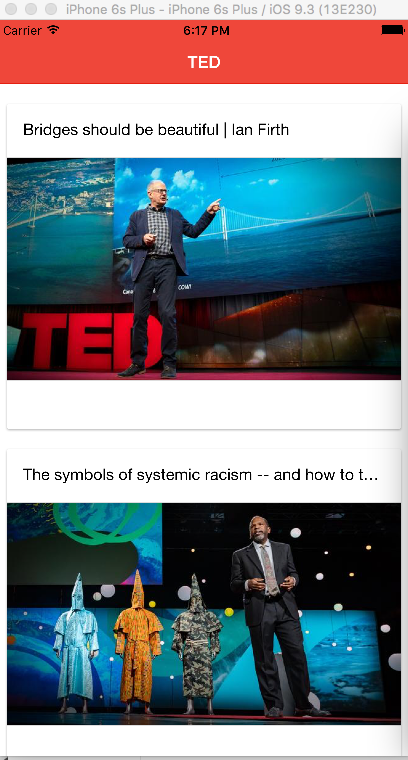 iPhone 6s Plus - iPhone 6s Plus / iOS 9.3 (13E230)
Carrier 6:17 PM
TED
Bridges should be beautiful | Ian Firth
COWI
TED
The symbols of systemic racism -- and how to t...